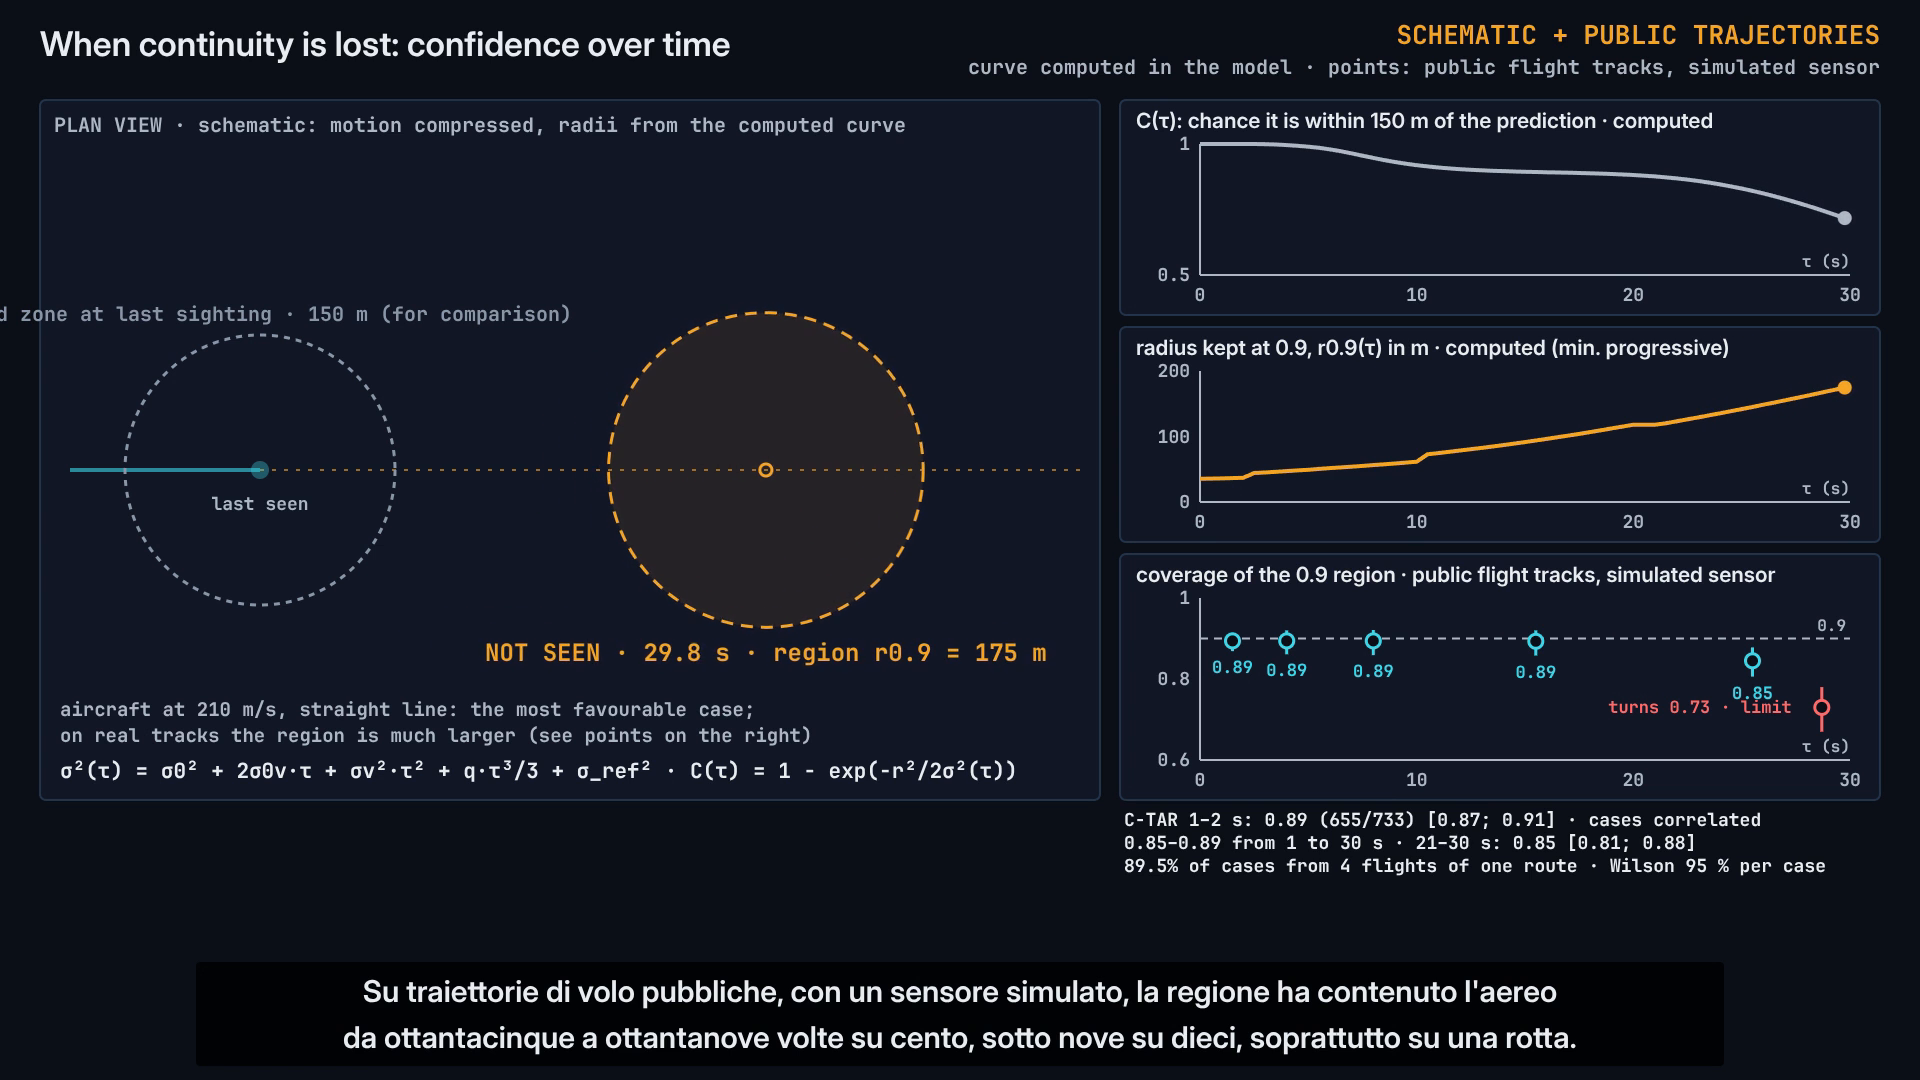 When continuity is lost: confidence over time
SCHEMATIC + PUBLIC TRAJECTORIES
curve computed in the model · points: public flight tracks, simulated sensor
PLAN VIEW · schematic: motion compressed, radii from the computed curve
zone at last sighting · 150 m (for comparison)
last seen
NOT SEEN · 29.8 s · region r0.9 = 175 m
aircraft at 210 m/s, straight line: the most favourable case;
on real tracks the region is much larger (see points on the right)
σ²(τ) = σ0² + 2σ0v·τ + σv²·τ² + q·τ³/3 + σ_ref² · C(τ) = 1 - exp(-r²/2σ²(τ))
C(τ): chance it is within 150 m of the prediction · computed
1
0.5
τ (s)
0 10 20 30
radius kept at 0.9, r0.9(τ) in m · computed (min. progressive)
200
100
0
τ (s)
0 10 20 30
coverage of the 0.9 region · public flight tracks, simulated sensor
1
0.9
0.89 0.89 0.89 0.89
0.8
0.85
turns 0.73 · limit
τ (s)
0.6
0 10 20 30
C-TAR 1–2 s: 0.89 (655/733) [0.87; 0.91] · cases correlated
0.85–0.89 from 1 to 30 s · 21–30 s: 0.85 [0.81; 0.88]
89.5% of cases from 4 flights of one route · Wilson 95 % per case
Su traiettorie di volo pubbliche, con un sensore simulato, la regione ha contenuto l'aereo
da ottantacinque a ottantanove volte su cento, sotto nove su dieci, soprattutto su una rotta.